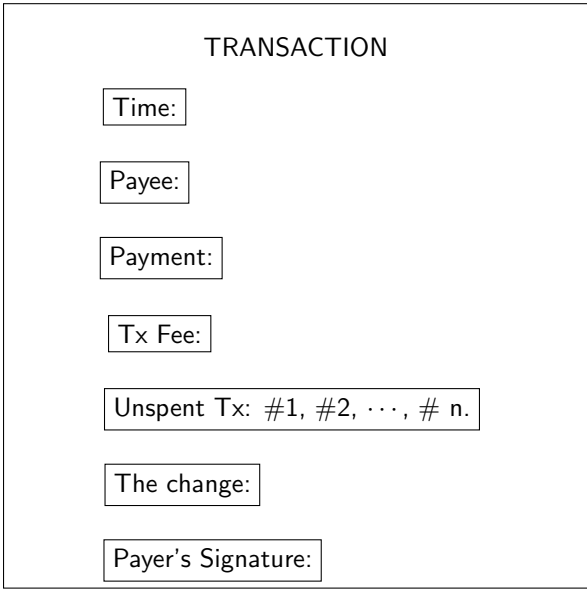 TRANSACTION
Time:
Payee:
Payment:
Tx Fee:
Unspent Tx: #1, #2, ⋯, # n.
The change:
Payer's Signature: